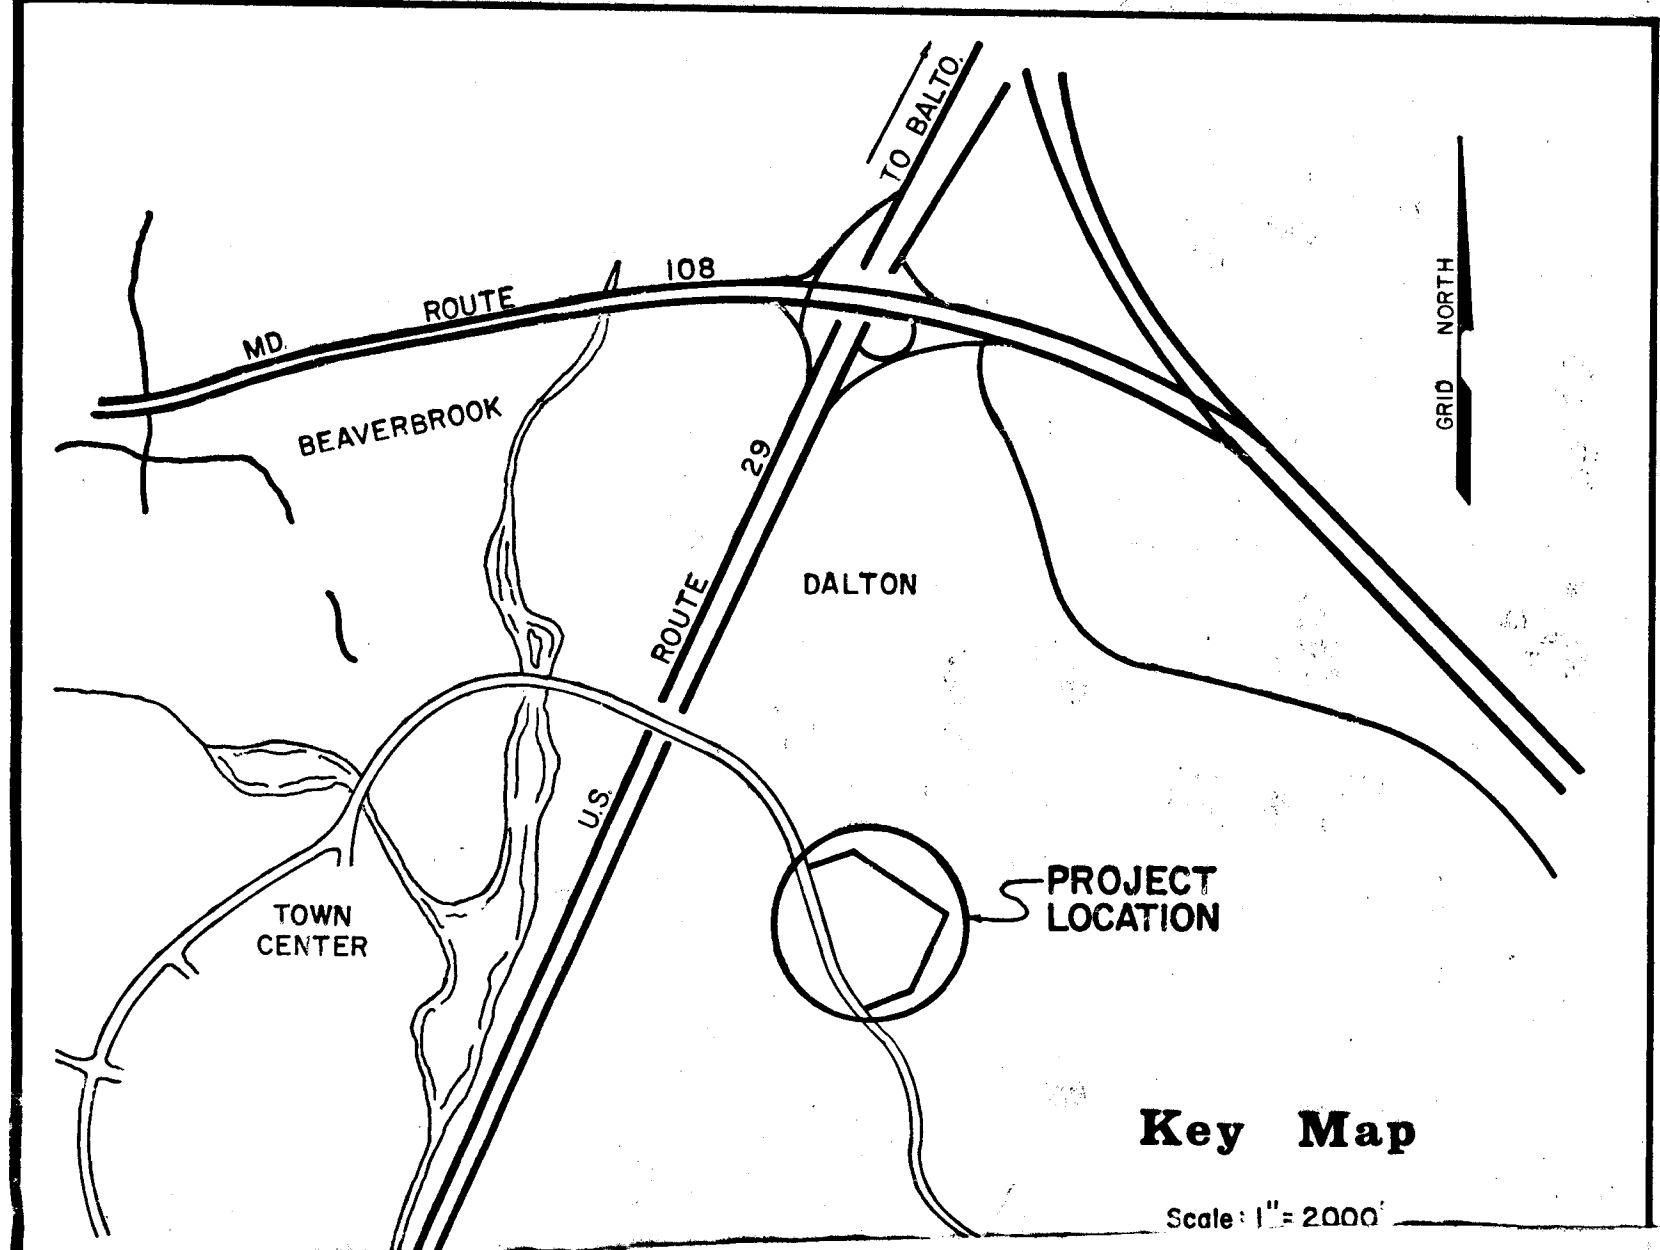 TO BALTO.
MD. ROUTE 108
GRID NORTH
BEAVERBROOK
U.S. ROUTE 29
DALTON
PROJECT
LOCATION
TOWN
CENTER
Key Map
Scale: 1"= 2000'